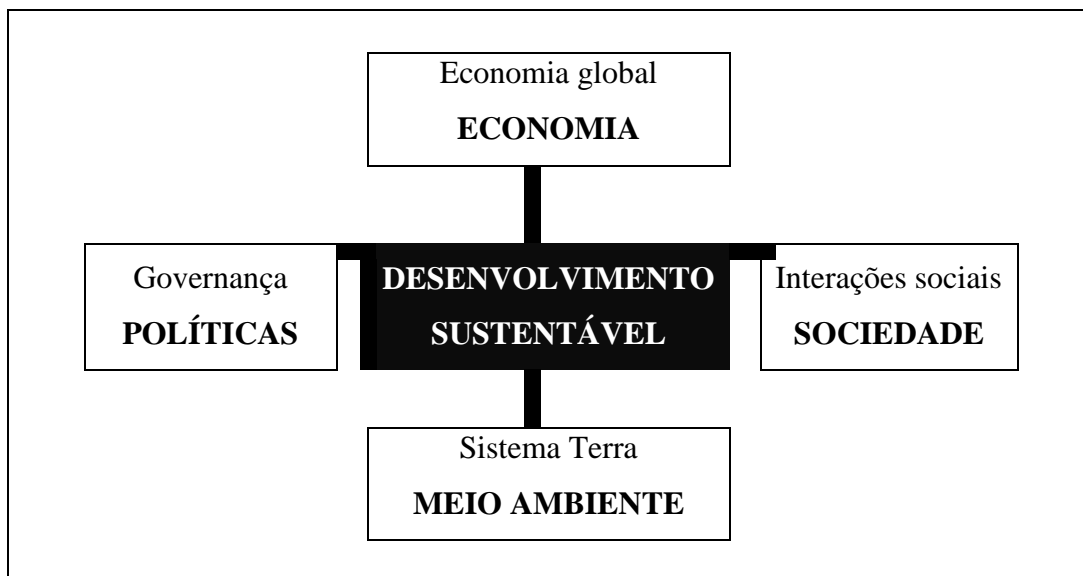 Economia global
ECONOMIA
Governança
POLÍTICAS
DESENVOLVIMENTO
SUSTENTÁVEL
Interações sociais
SOCIEDADE
Sistema Terra
MEIO AMBIENTE